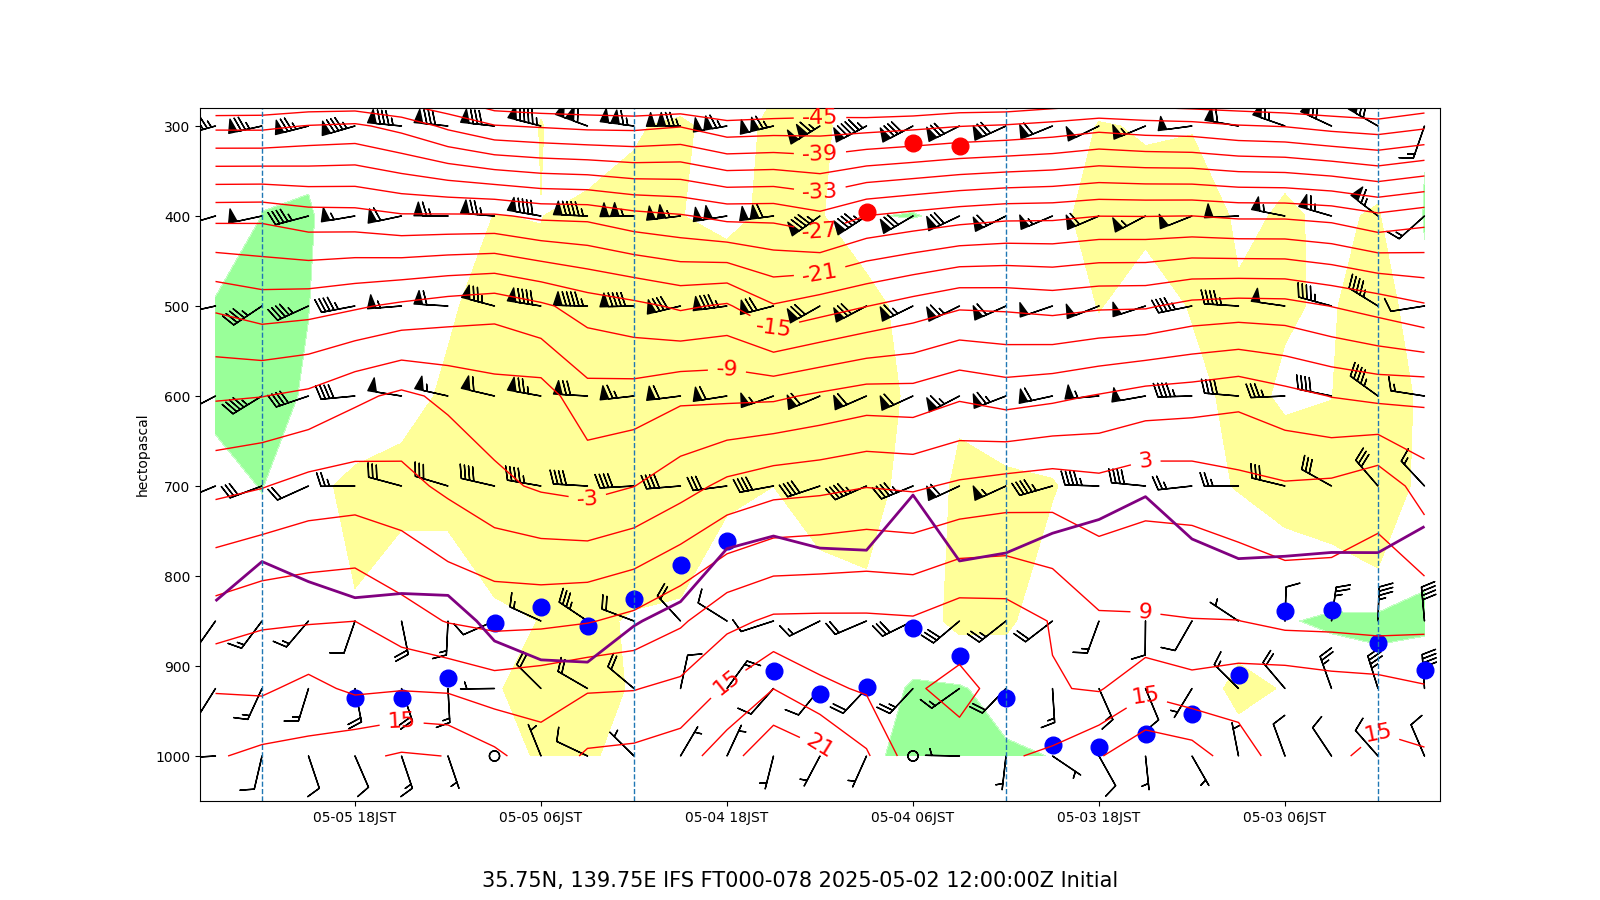 300
400
500
600
700
800
900
1000
hectopascal
-45
-39
-33
-27
-21
-15
-9
-3
3
9
15
15
15
21
15
05-05 18JST
05-05 06JST
05-04 18JST
05-04 06JST
05-03 18JST
05-03 06JST
35.75N, 139.75E IFS FT000-078 2025-05-02 12:00:00Z Initial